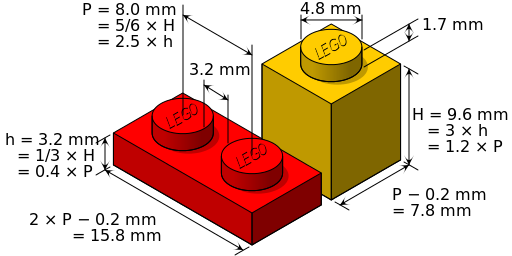 P = 8.0 mm
= 5/6 × H
= 2.5 × h
4.8 mm
1.7 mm
3.2 mm
LEGO
LEGO
LEGO
h = 3.2 mm
= 1/3 × H
= 0.4 × P
H = 9.6 mm
= 3 × h
= 1.2 × P
P − 0.2 mm
= 7.8 mm
2 × P − 0.2 mm
= 15.8 mm